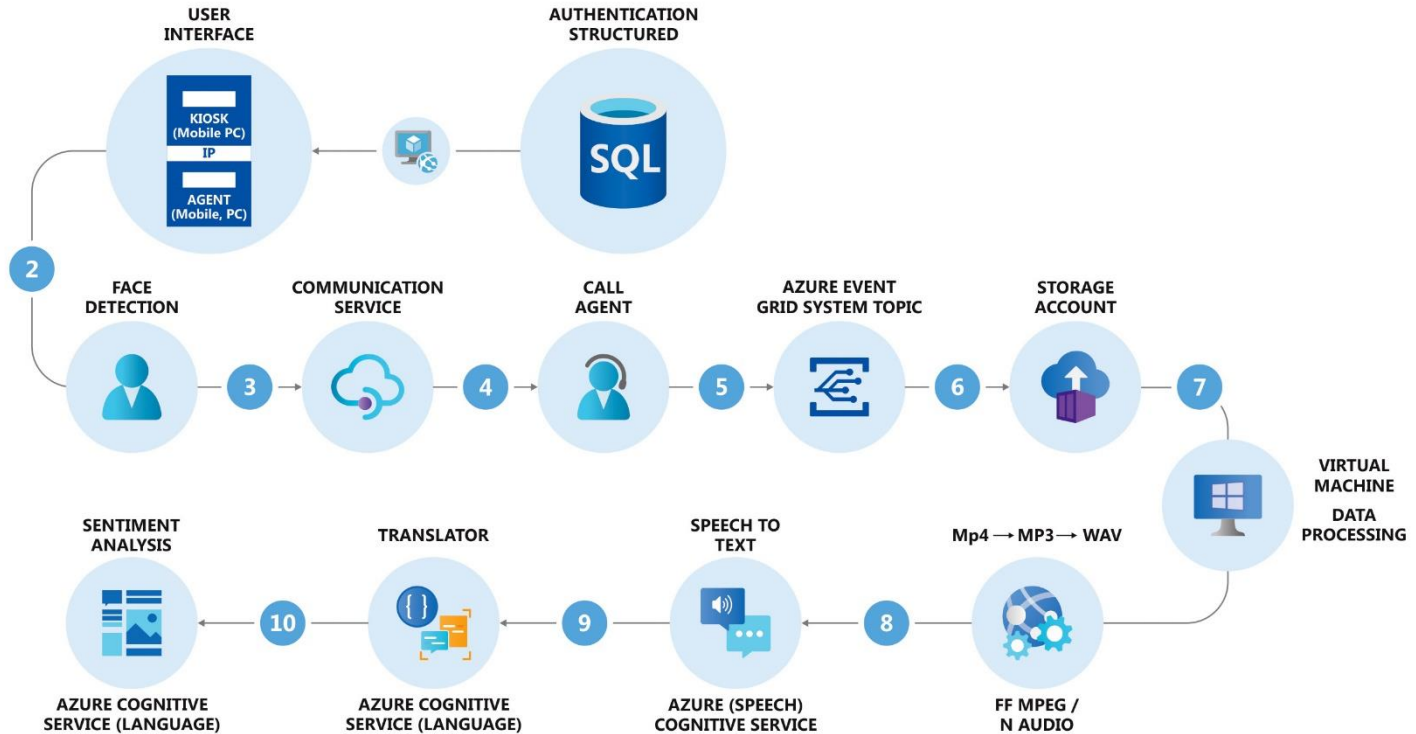 USER
INTERFACE
AUTHENTICATION
STRUCTURED
KIOSK
(Mobile PC)
IP
AGENT
(Mobile, PC)
SQL
2
FACE
DETECTION
COMMUNICATION
SERVICE
CALL
AGENT
AZURE EVENT
GRID SYSTEM TOPIC
STORAGE
ACCOUNT
3
4
5
6
7
VIRTUAL
MACHINE
DATA
PROCESSING
SENTIMENT
ANALYSIS
TRANSLATOR
SPEECH TO
TEXT
Mp4 → MP3 → WAV
{ }
10
9
8
AZURE COGNITIVE
SERVICE (LANGUAGE)
AZURE COGNITIVE
SERVICE (LANGUAGE)
AZURE (SPEECH)
COGNITIVE SERVICE
FF MPEG /
N AUDIO